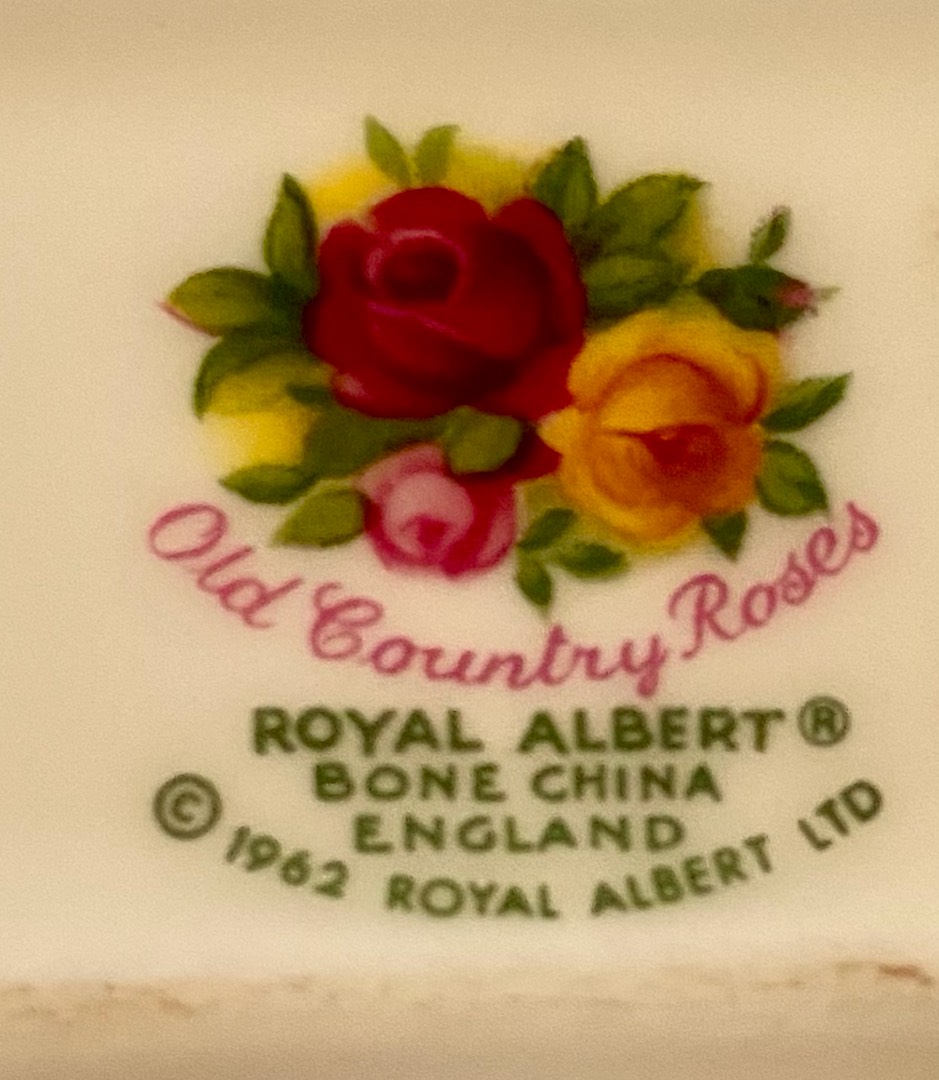 Old Country Roses
ROYAL ALBERT®
BONE CHINA
ENGLAND
© 1962 ROYAL ALBERT LTD